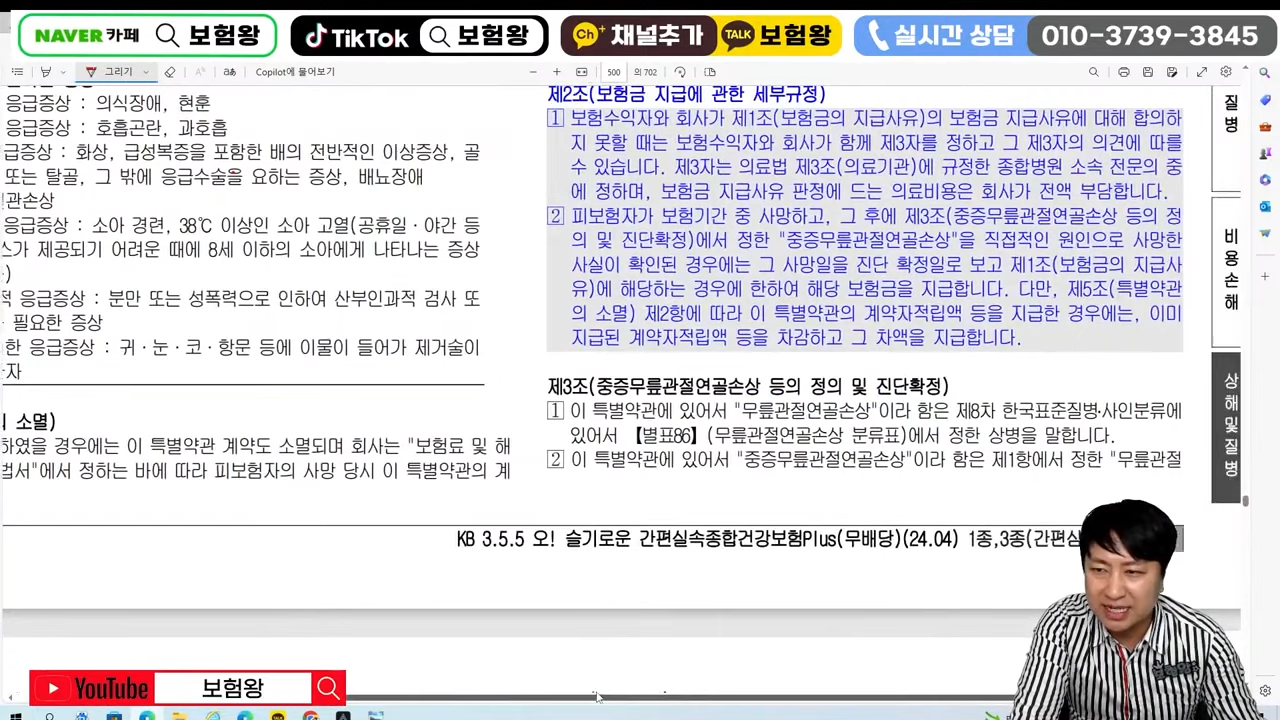 NAVER 카페 보험왕
TikTok 보험왕
Ch+ 채널추가 TALK 보험왕
실시간 상담 010-3739-3845
그리기
aあ
Copilot에 물어보기
500 의 702
응급증상 : 의식장애, 현훈
응급증상 : 호흡곤란, 과호흡
급증상 : 화상, 급성복증을 포함한 배의 전반적인 이상증상, 골
또는 탈골, 그 밖에 응급수술을 요하는 증상, 배뇨장애
관손상
응급증상 : 소아 경련, 38℃ 이상인 소아 고열(공휴일·야간 등
스가 제공되기 어려운 때에 8세 이하의 소아에게 나타나는 증상
)
적 응급증상 : 분만 또는 성폭력으로 인하여 산부인과적 검사 또
필요한 증상
한 응급증상 : 귀·눈·코·항문 등에 이물이 들어가 제거술이
자
소멸)
하였을 경우에는 이 특별약관 계약도 소멸되며 회사는 "보험료 및 해
법서"에서 정하는 바에 따라 피보험자의 사망 당시 이 특별약관의 계
제2조(보험금 지급에 관한 세부규정)
1 보험수익자와 회사가 제1조(보험금의 지급사유)의 보험금 지급사유에 대해 합의하
지 못할 때는 보험수익자와 회사가 함께 제3자를 정하고 그 제3자의 의견에 따를
수 있습니다. 제3자는 의료법 제3조(의료기관)에 규정한 종합병원 소속 전문의 중
에 정하며, 보험금 지급사유 판정에 드는 의료비용은 회사가 전액 부담합니다.
2 피보험자가 보험기간 중 사망하고, 그 후에 제3조(중증무릎관절연골손상 등의 정
의 및 진단확정)에서 정한 "중증무릎관절연골손상"을 직접적인 원인으로 사망한
사실이 확인된 경우에는 그 사망일을 진단 확정일로 보고 제1조(보험금의 지급사
유)에 해당하는 경우에 한하여 해당 보험금을 지급합니다. 다만, 제5조(특별약관
의 소멸) 제2항에 따라 이 특별약관의 계약자적립액 등을 지급한 경우에는, 이미
지급된 계약자적립액 등을 차감하고 그 차액을 지급합니다.
제3조(중증무릎관절연골손상 등의 정의 및 진단확정)
1 이 특별약관에 있어서 "무릎관절연골손상"이라 함은 제8차 한국표준질병·사인분류에
있어서 【별표86】(무릎관절연골손상 분류표)에서 정한 상병을 말합니다.
2 이 특별약관에 있어서 "중증무릎관절연골손상"이라 함은 제1항에서 정한 "무릎관절
질병
비용손해
상해및질병
KB 3.5.5 오! 슬기로운 간편실속종합건강보험Plus(무배당)(24.04) 1종,3종(간편심
YouTube 보험왕